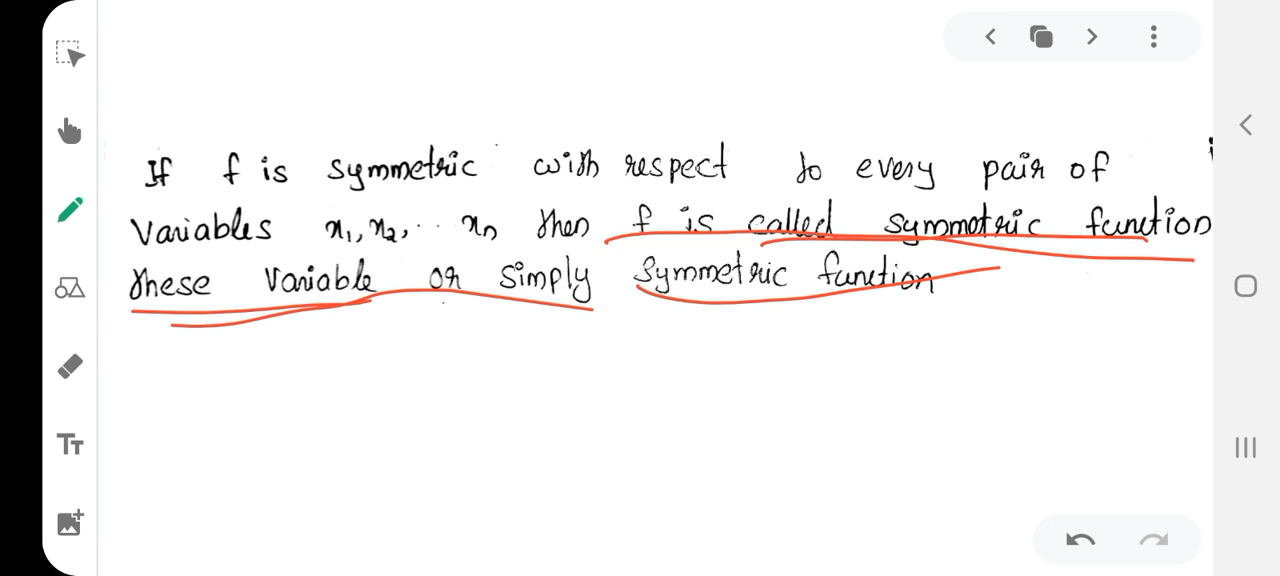 If f is symmetric with respect to every pair of
Variables x₁, x₂, .. xₙ then f is called symmetric function
these Variable or simply Symmetric function
TT